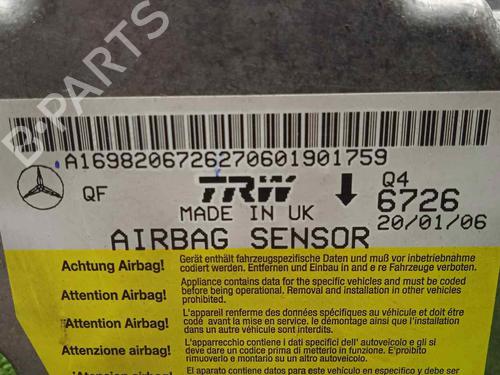 B-PARTS
A1698206726270601901759
QF
TRW
Q4
6726
MADE IN UK
20/01/06
AIRBAG SENSOR
Achtung Airbag!
Gerät enthält fahrzeugspezifische Daten und muß vor inbetriebnahme
codiert werden. Entfernen und Einbau in and e re Fahrzeuge verboten.
Attention Airbag!
Appliance contains data for the specific vehicles and must be coded
before being operational. Removal and installation in other vehicles
prohibited.
Attention Airbag!
L'appareil renferme des données spécifiques au véhicule et doit être
codé avant la mise en service. le démontage ainsi que l'installation
dans un autre véhicule sont interdits.
Attenzione airbag!
L'apparecchio contiene i dati specifici dell' autoveicolo e gli si
deve dare un codice prima di metterlo in funzione. E'proibito
rimuoverlo e montarlo su un altro autoveicolo.
Atension airbag!
El aparato contiene datos para este vehículo en específico y debe